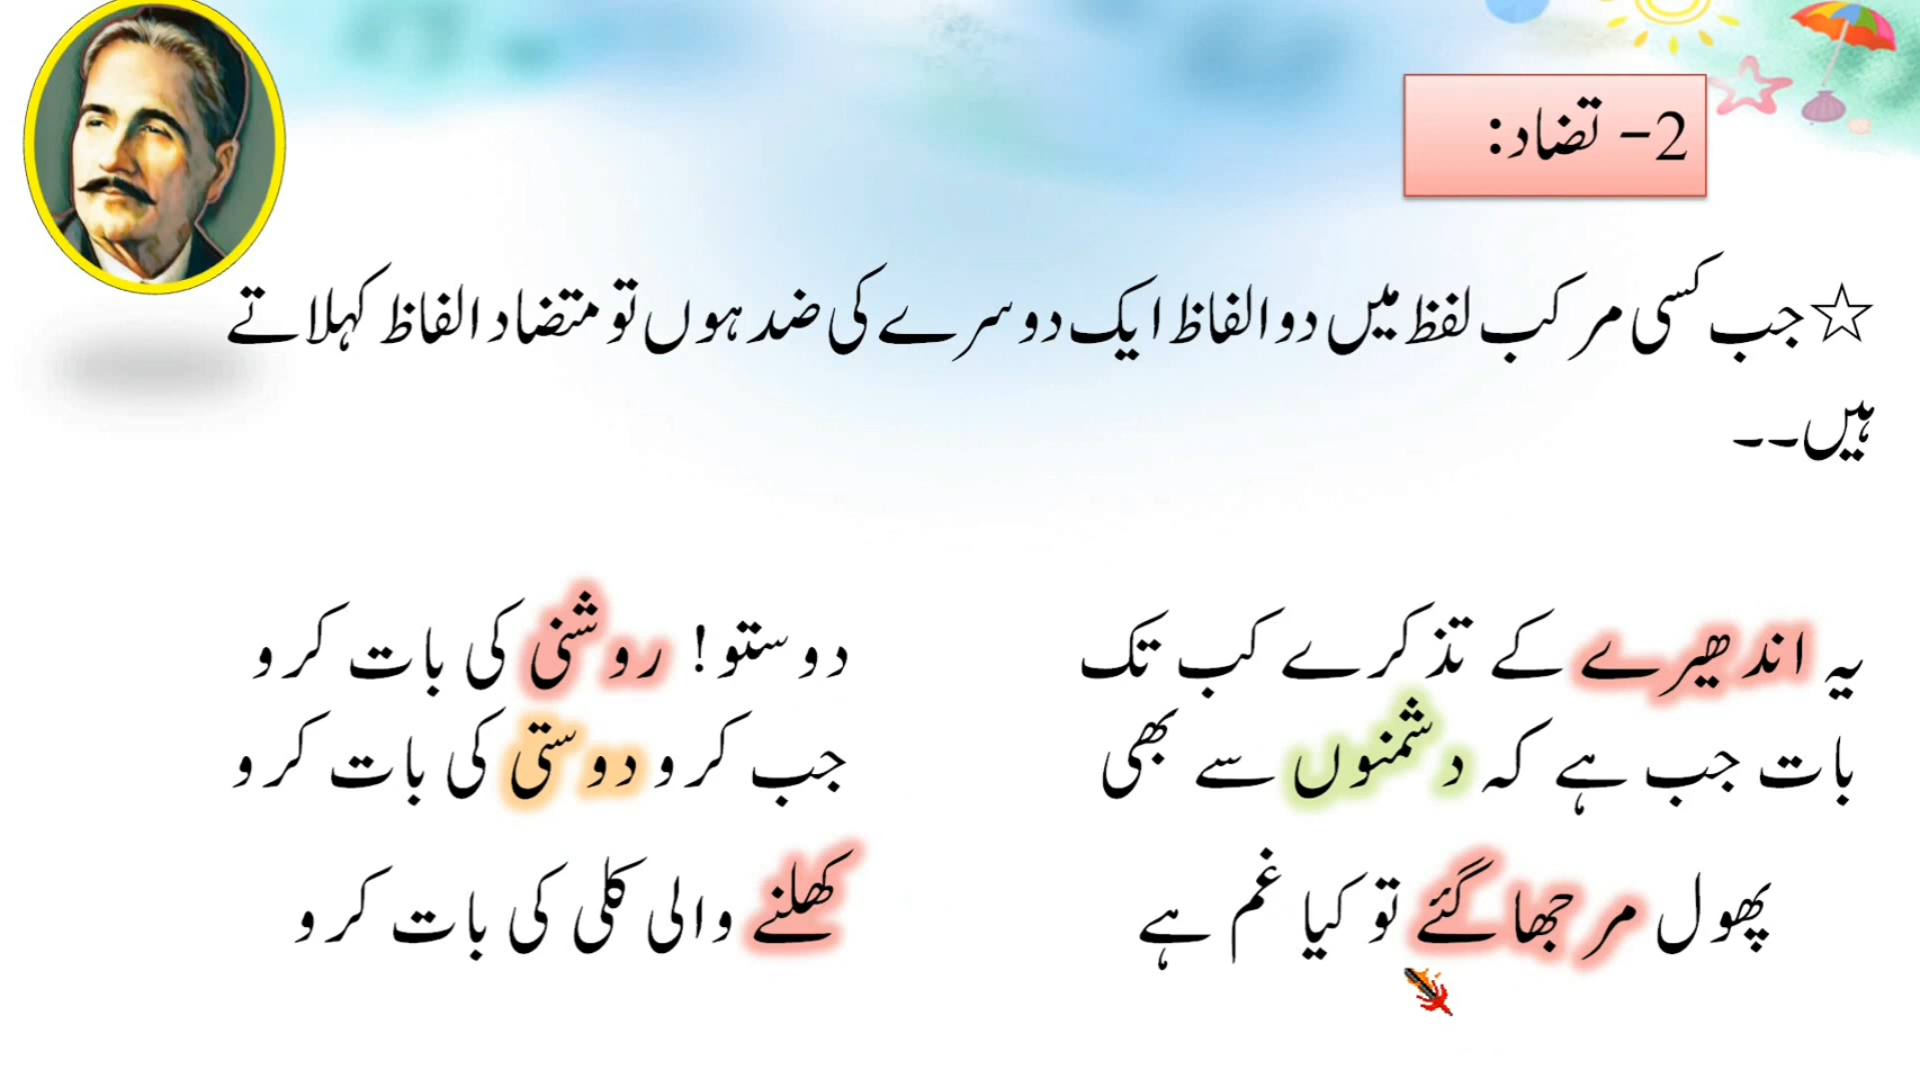 2- تضاد:
☆جب کسی مرکب لفظ میں دو الفاظ ایک دوسرے کی ضد ہوں تو متضاد الفاظ کہلاتے
ہیں۔۔
یہ اندھیرے کے تذکرے کب تک دوستو! روشنی کی بات کرو
بات جب ہے کہ دشمنوں سے بھی جب کرو دوستی کی بات کرو
پھول مرجھا گئے تو کیا غم ہے کھلنے والی کلی کی بات کرو